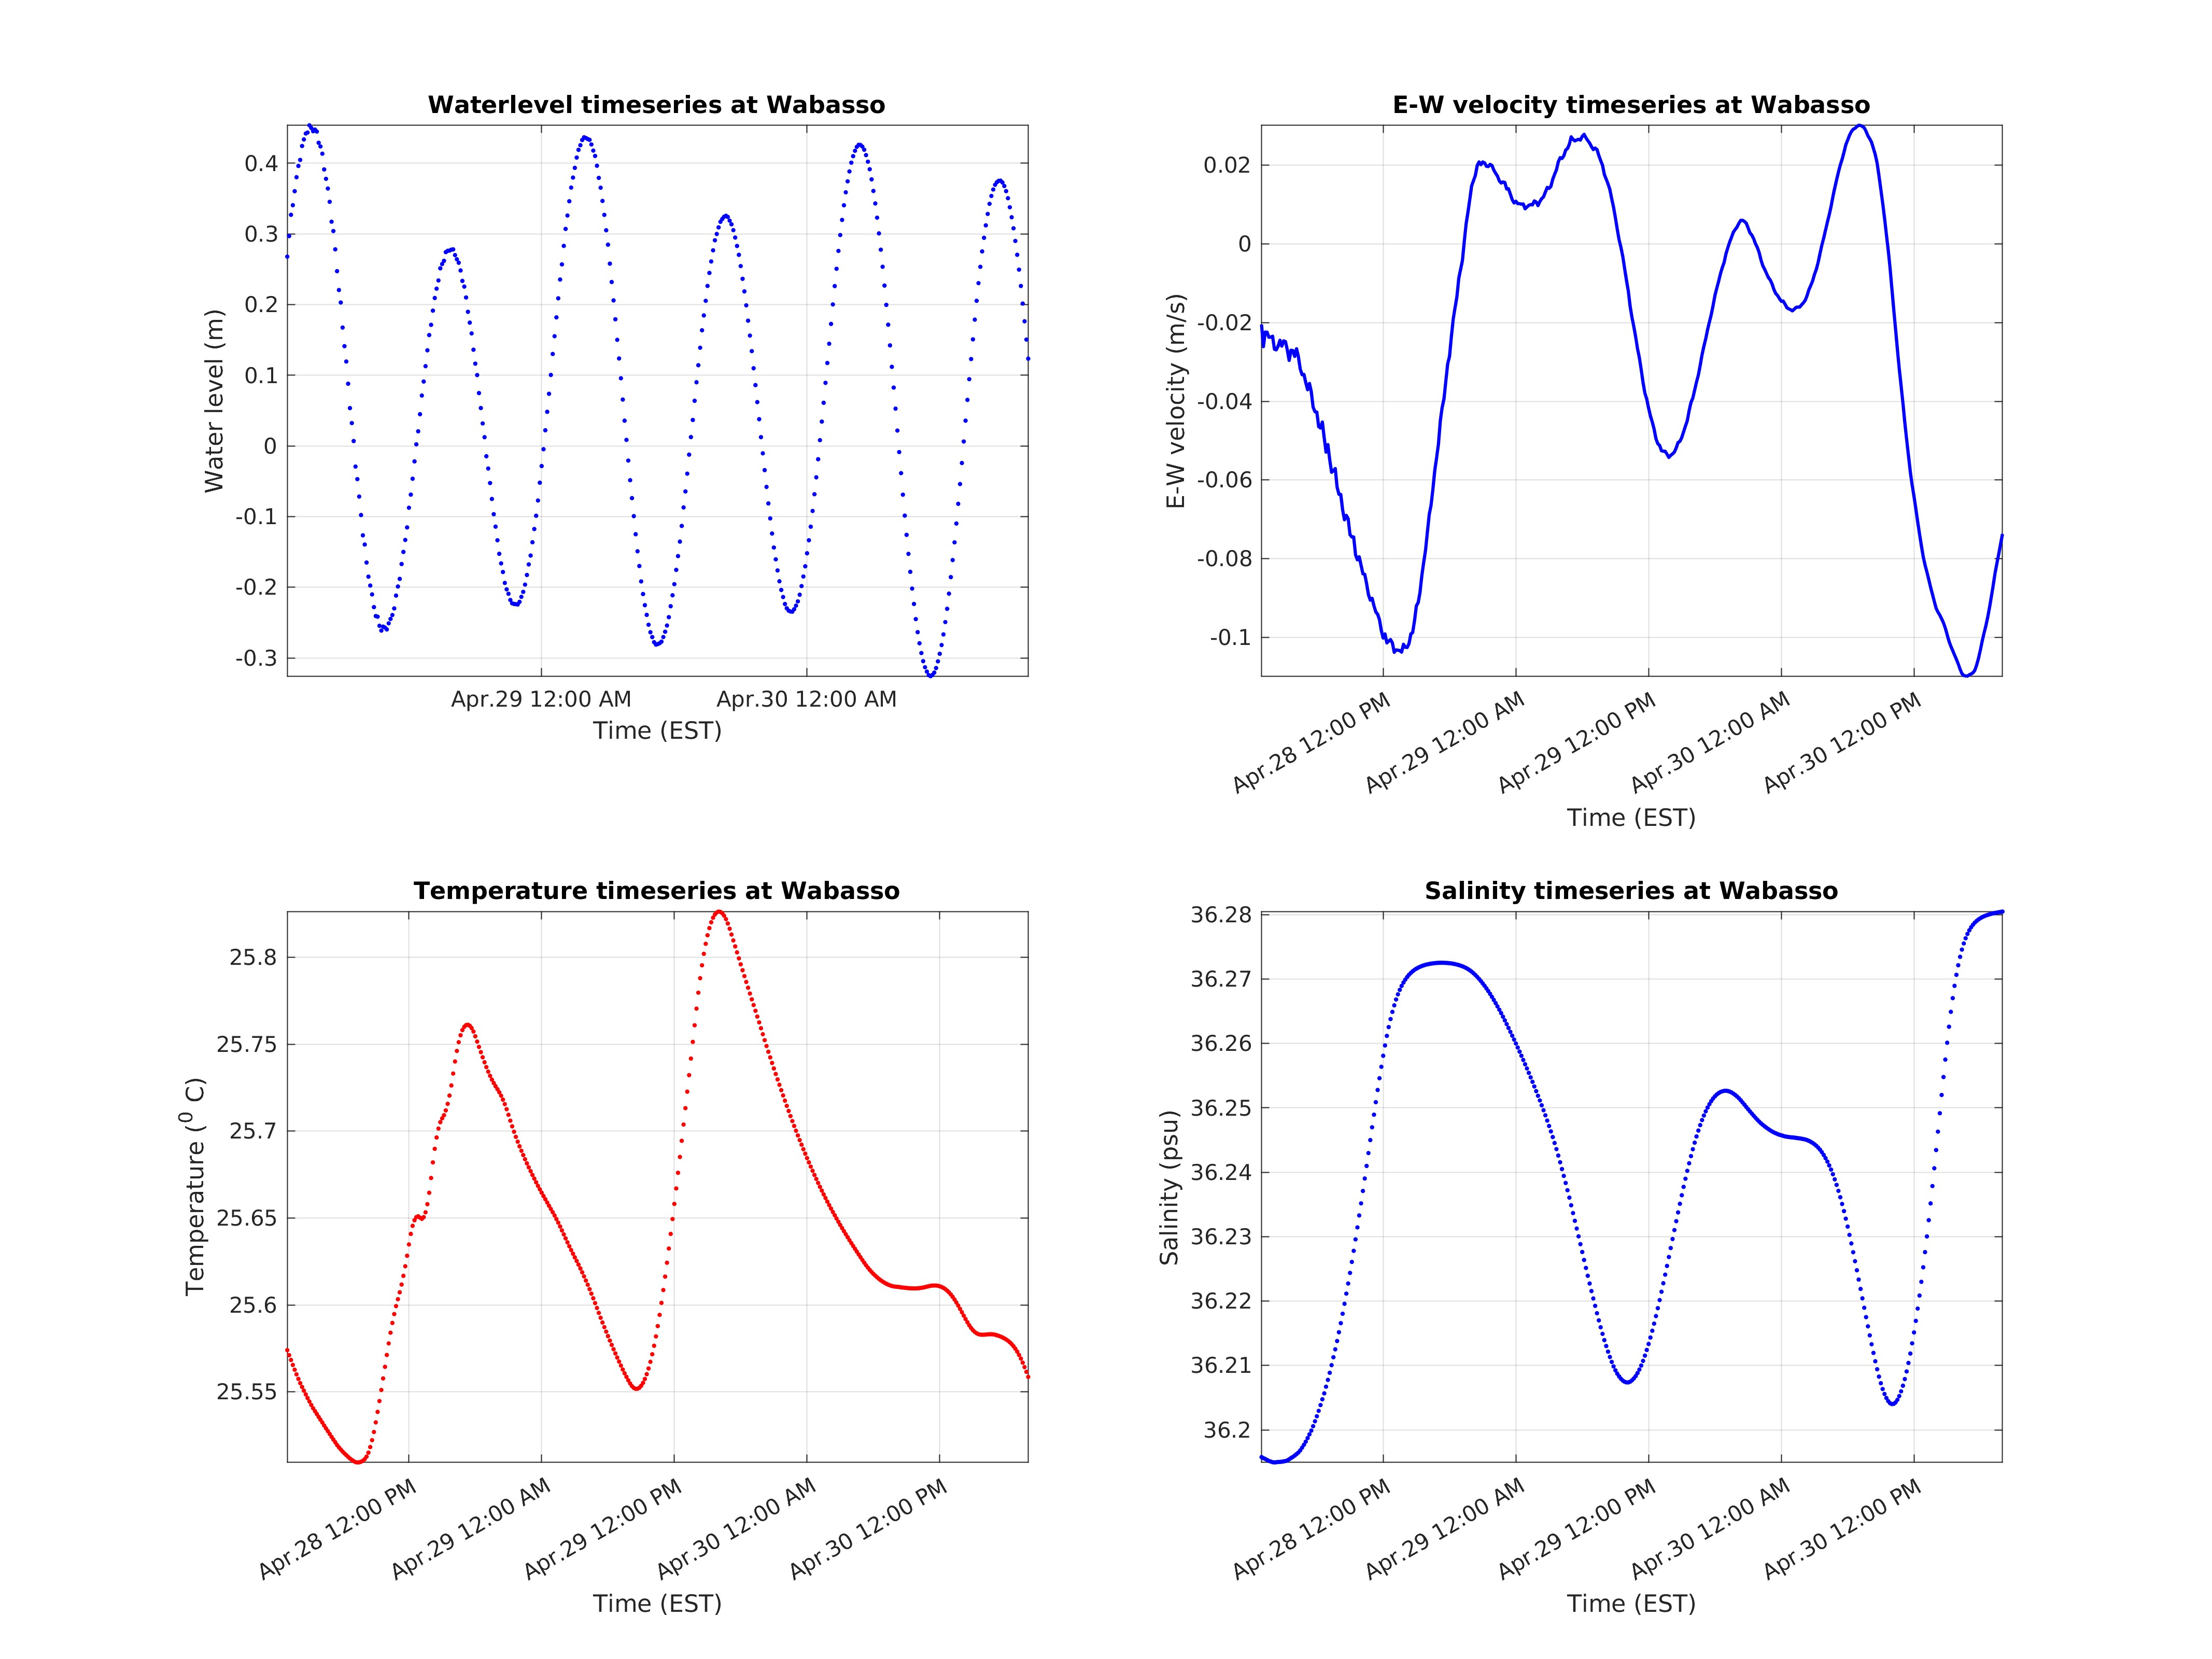 Waterlevel timeseries at Wabasso
0.4
0.3
0.2
0.1
0
-0.1
-0.2
-0.3
Water level (m)
Apr.29 12:00 AM
Apr.30 12:00 AM
Time (EST)
E-W velocity timeseries at Wabasso
0.02
0
-0.02
-0.04
-0.06
-0.08
-0.1
E-W velocity (m/s)
Apr.28 12:00 PM
Apr.29 12:00 AM
Apr.29 12:00 PM
Apr.30 12:00 AM
Apr.30 12:00 PM
Time (EST)
Temperature timeseries at Wabasso
25.8
25.75
25.7
25.65
25.6
25.55
Temperature (⁰ C)
Apr.28 12:00 PM
Apr.29 12:00 AM
Apr.29 12:00 PM
Apr.30 12:00 AM
Apr.30 12:00 PM
Time (EST)
Salinity timeseries at Wabasso
36.28
36.27
36.26
36.25
36.24
36.23
36.22
36.21
36.2
Salinity (psu)
Apr.28 12:00 PM
Apr.29 12:00 AM
Apr.29 12:00 PM
Apr.30 12:00 AM
Apr.30 12:00 PM
Time (EST)